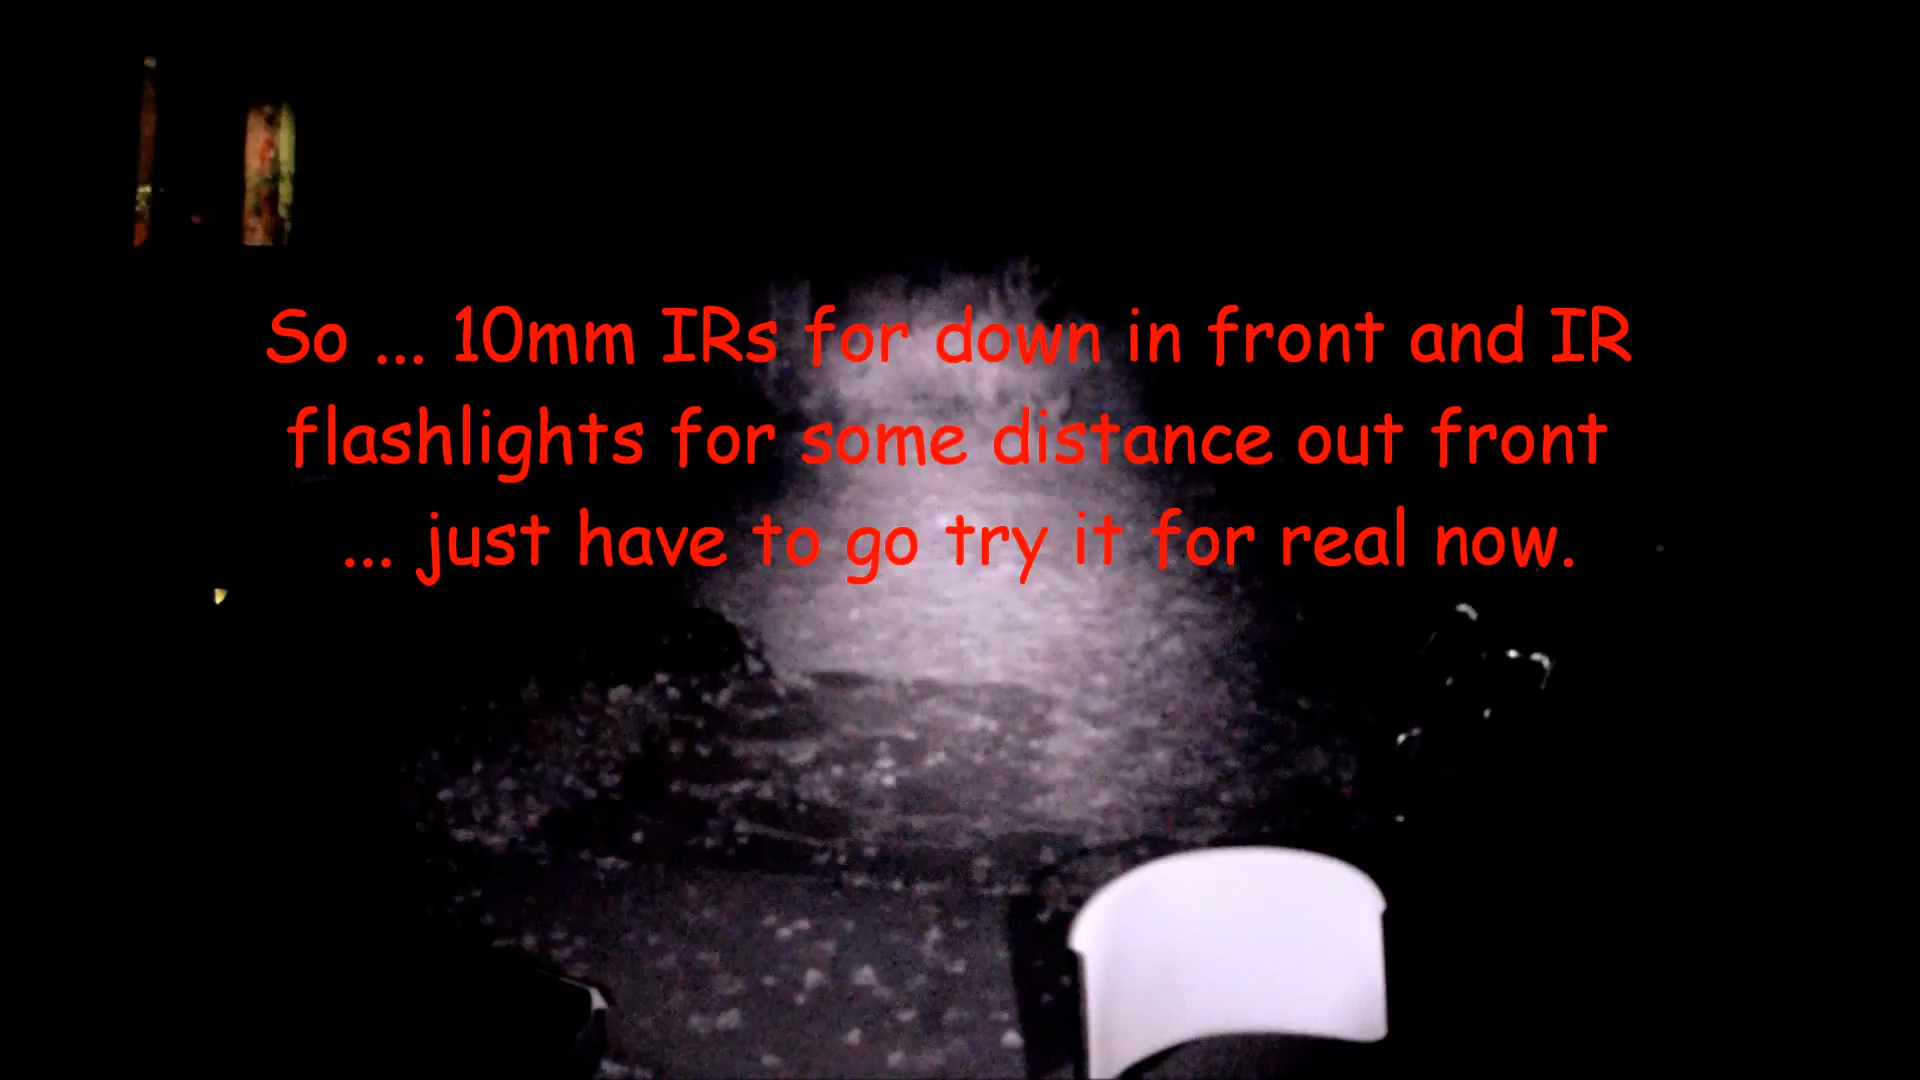 So ... 10mm IRs for down in front and IR
flashlights for some distance out front
... just have to go try it for real now.